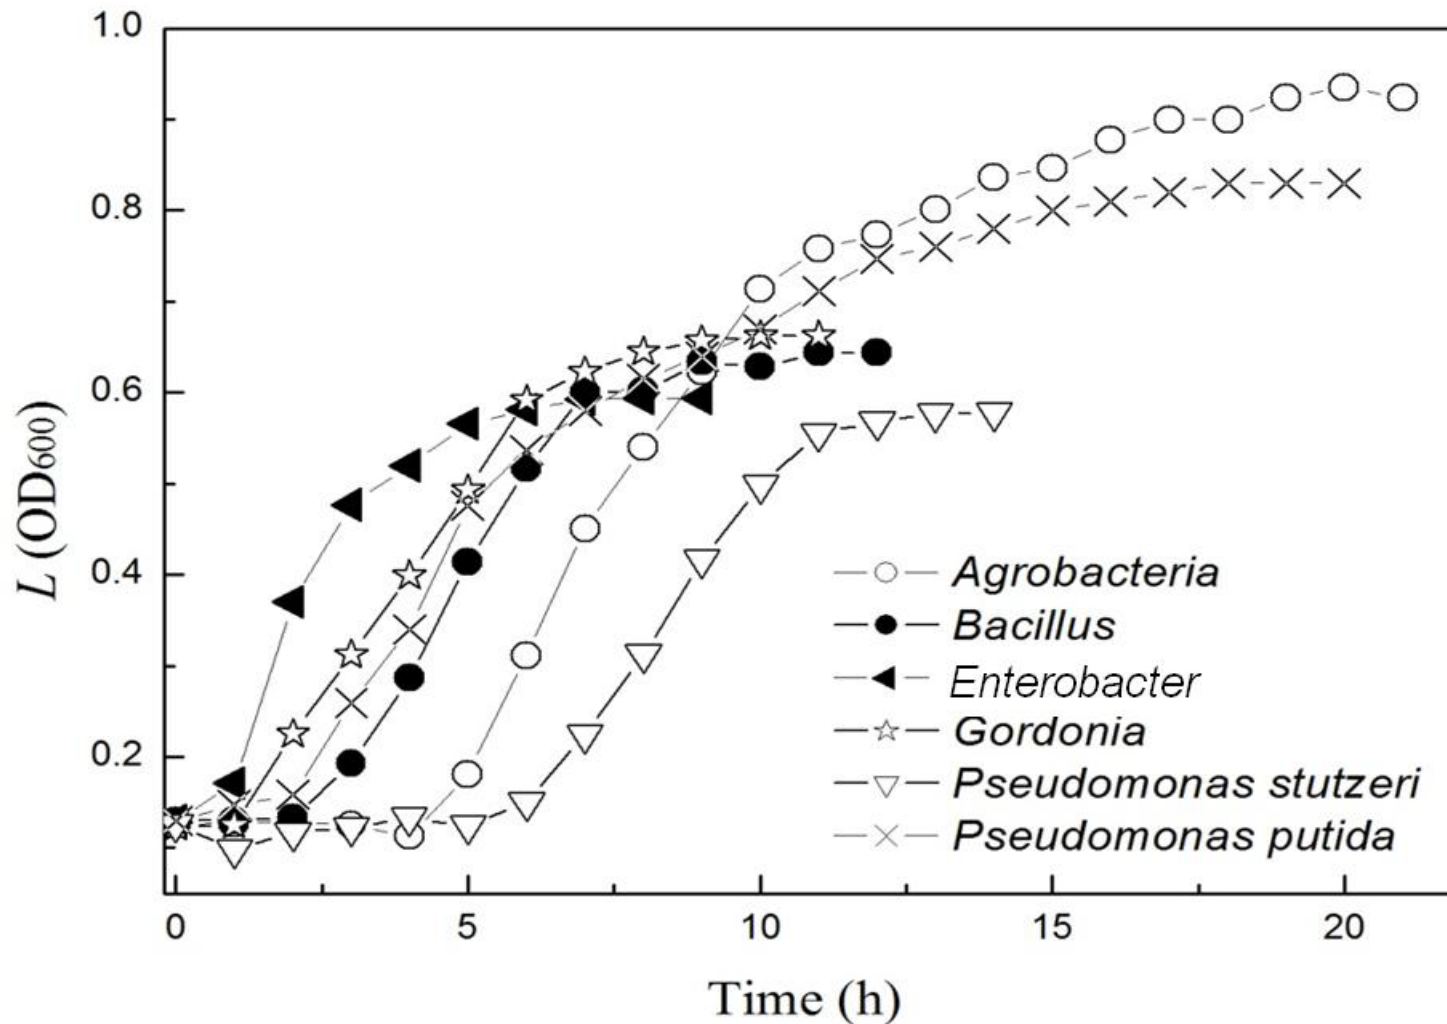 1.0
0.8
0.6
0.4
0.2
L (OD600)
0 5 10 15 20
Time (h)
Agrobacteria
Bacillus
Enterobacter
Gordonia
Pseudomonas stutzeri
Pseudomonas putida